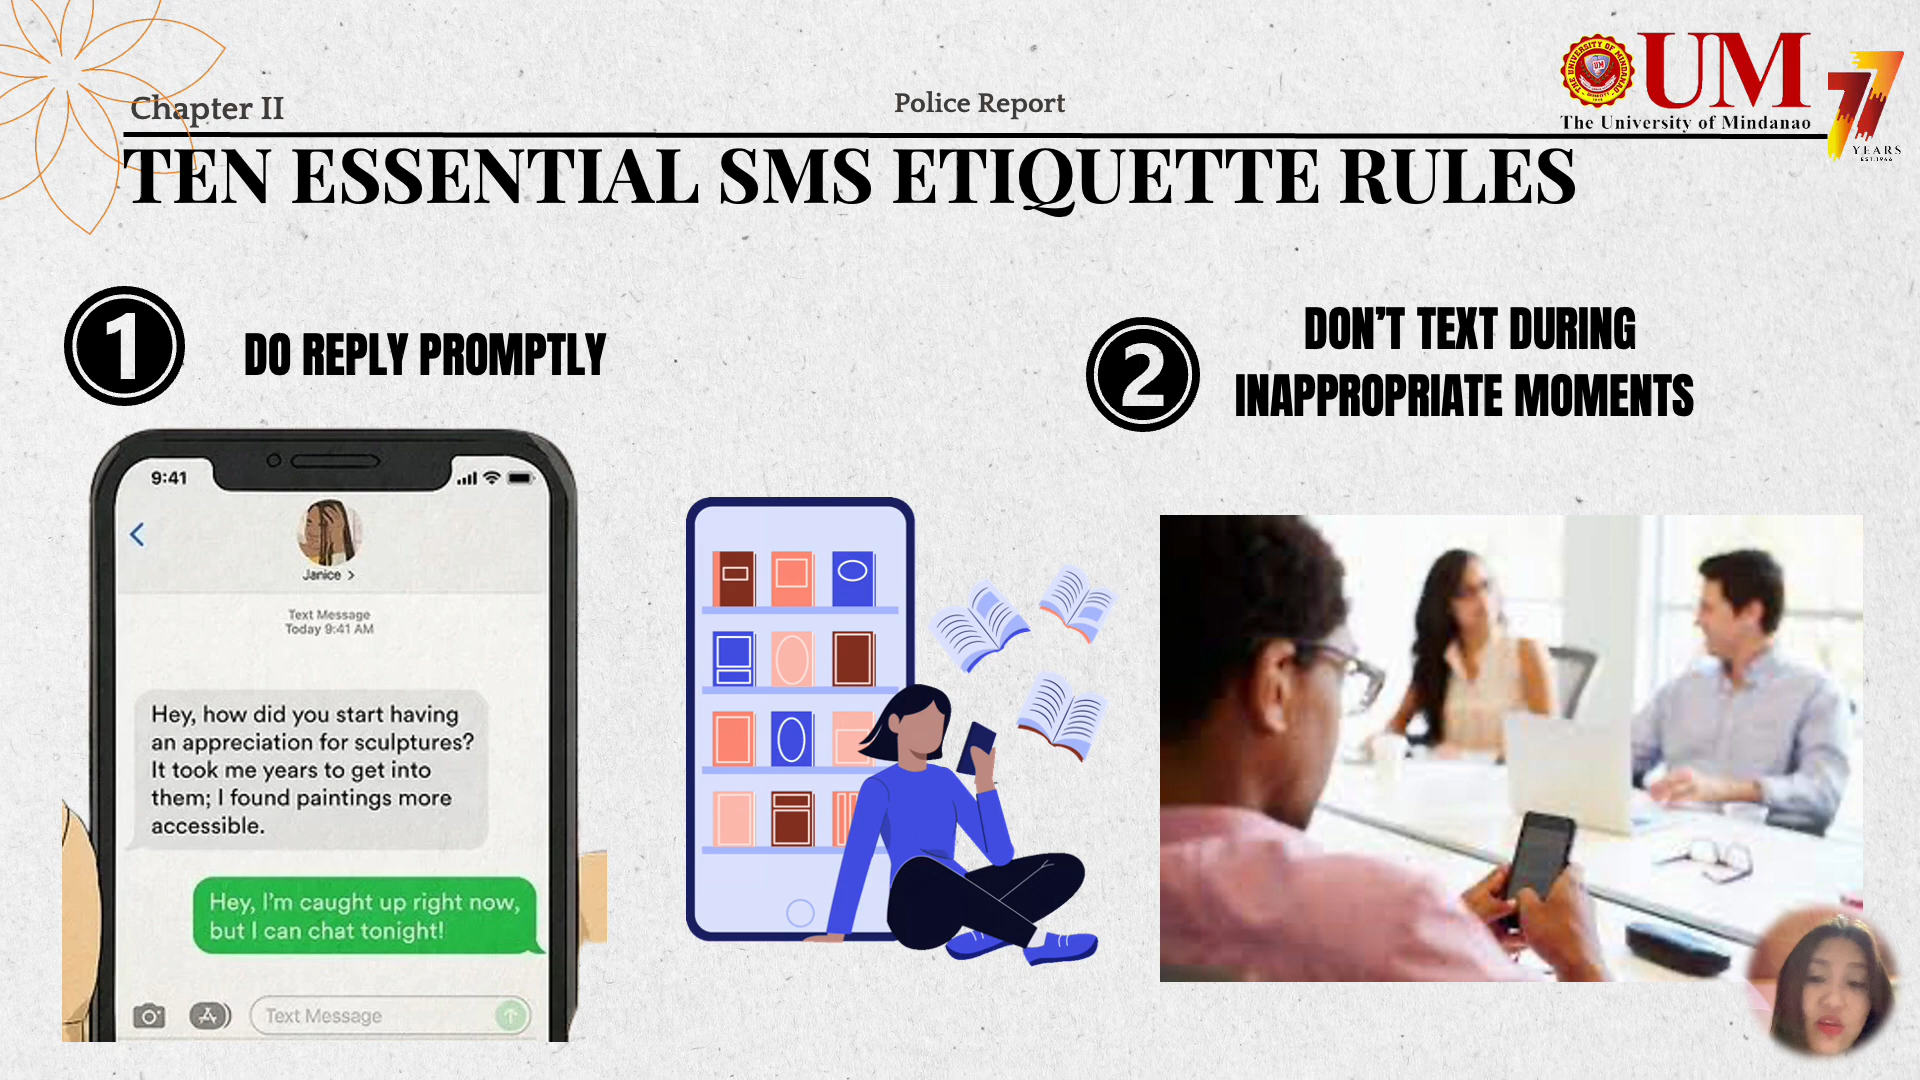 Chapter II
Police Report
UM
The University of Mindanao
77
YEARS
EST.1946
TEN ESSENTIAL SMS ETIQUETTE RULES
1
DO REPLY PROMPTLY
2
DON'T TEXT DURING
INAPPROPRIATE MOMENTS
9:41
Janice >
Text Message
Today 9:41 AM
Hey, how did you start having
an appreciation for sculptures?
It took me years to get into
them; I found paintings more
accessible.
Hey, I'm caught up right now,
but I can chat tonight!
Text Message